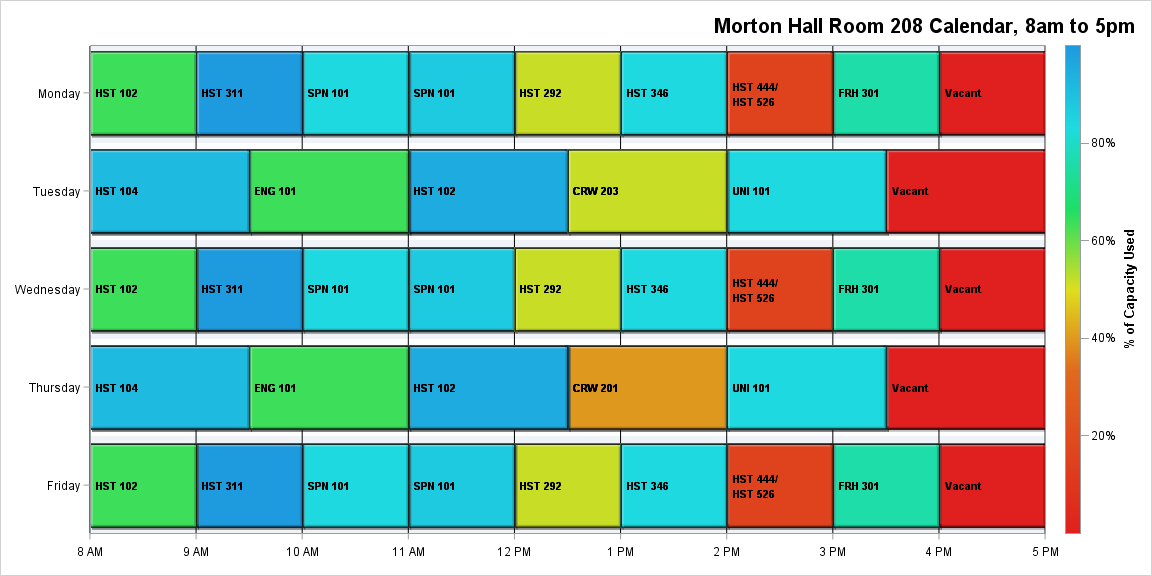 Morton Hall Room 208 Calendar, 8am to 5pm
Monday
HST 102
HST 311
SPN 101
SPN 101
HST 292
HST 346
HST 444/
HST 526
FRH 301
Vacant
Tuesday
HST 104
ENG 101
HST 102
CRW 203
UNI 101
Vacant
Wednesday
HST 102
HST 311
SPN 101
SPN 101
HST 292
HST 346
HST 444/
HST 526
FRH 301
Vacant
Thursday
HST 104
ENG 101
HST 102
CRW 201
UNI 101
Vacant
Friday
HST 102
HST 311
SPN 101
SPN 101
HST 292
HST 346
HST 444/
HST 526
FRH 301
Vacant
8 AM
9 AM
10 AM
11 AM
12 PM
1 PM
2 PM
3 PM
4 PM
5 PM
80%
60%
40%
20%
% of Capacity Used